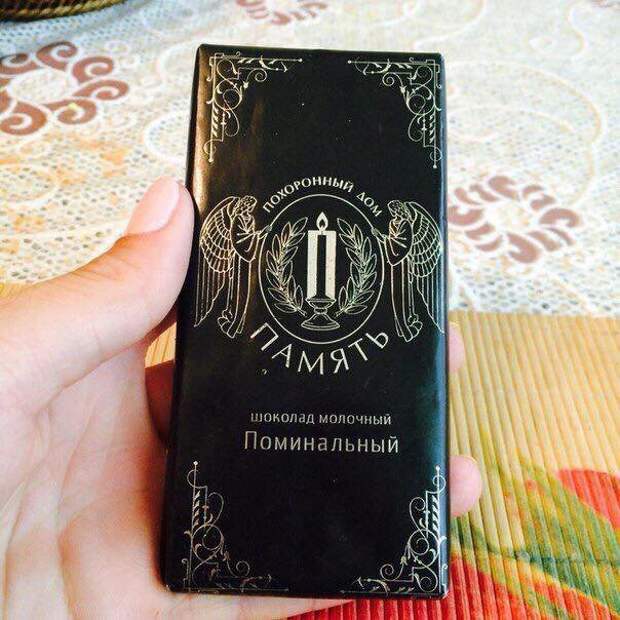 ПОХОРОННЫЙ ДОМ
ПАМЯТЬ
шоколад молочный
Поминальный